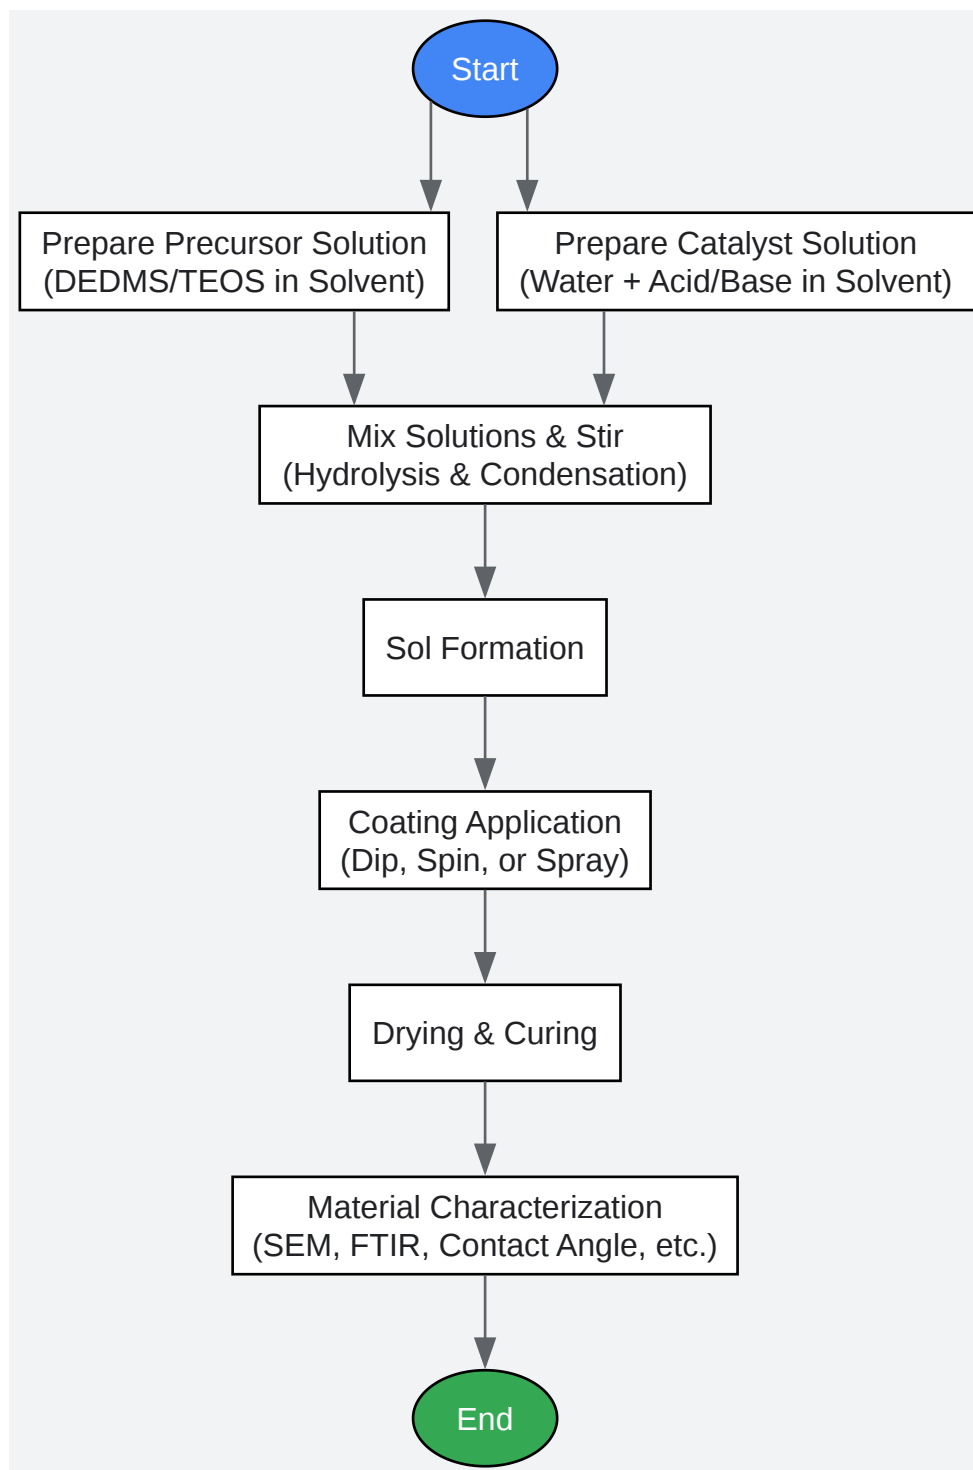 Start
Prepare Precursor Solution
(DEDMS/TEOS in Solvent)
Prepare Catalyst Solution
(Water + Acid/Base in Solvent)
Mix Solutions & Stir
(Hydrolysis & Condensation)
Sol Formation
Coating Application
(Dip, Spin, or Spray)
Drying & Curing
Material Characterization
(SEM, FTIR, Contact Angle, etc.)
End